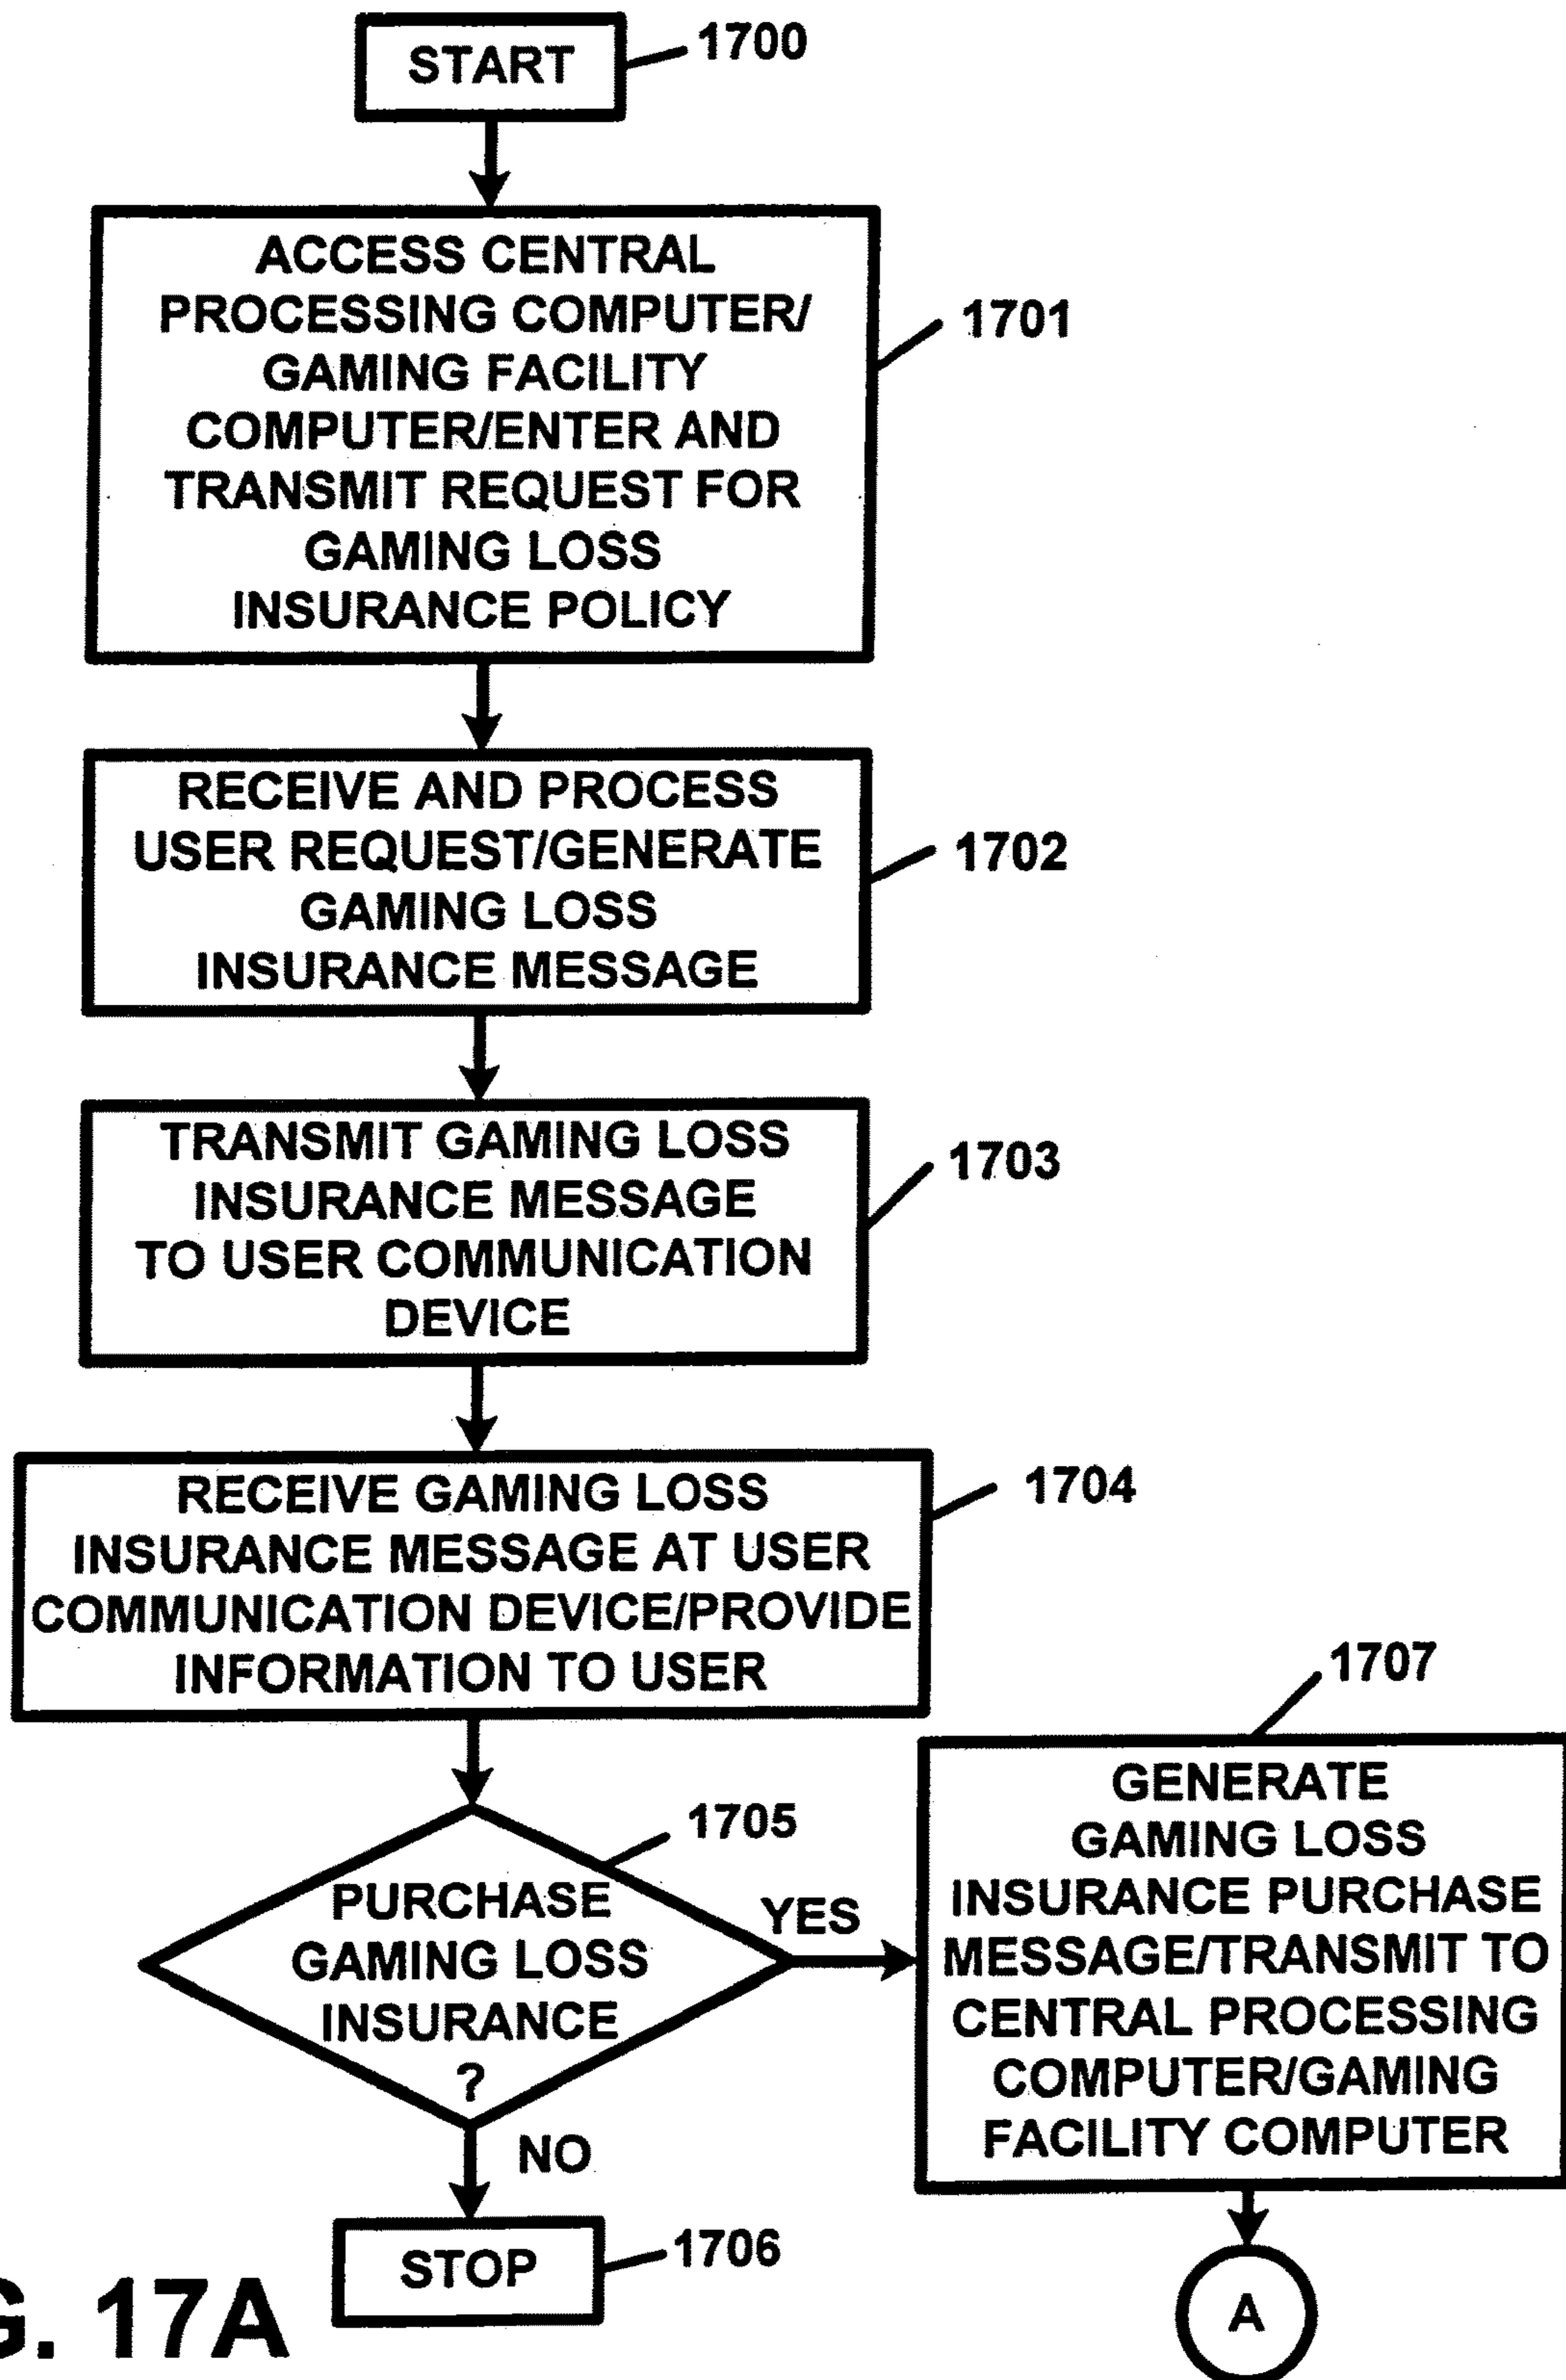 START
1700
ACCESS CENTRAL
PROCESSING COMPUTER/
GAMING FACILITY
COMPUTER/ENTER AND
TRANSMIT REQUEST FOR
GAMING LOSS
INSURANCE POLICY
1701
RECEIVE AND PROCESS
USER REQUEST/GENERATE
GAMING LOSS
INSURANCE MESSAGE
1702
TRANSMIT GAMING LOSS
INSURANCE MESSAGE
TO USER COMMUNICATION
DEVICE
1703
RECEIVE GAMING LOSS
INSURANCE MESSAGE AT USER
COMMUNICATION DEVICE/PROVIDE
INFORMATION TO USER
1704
PURCHASE
GAMING LOSS
INSURANCE
?
1705
YES
NO
STOP
1706
1707
GENERATE
GAMING LOSS
INSURANCE PURCHASE
MESSAGE/TRANSMIT TO
CENTRAL PROCESSING
COMPUTER/GAMING
FACILITY COMPUTER
A
G. 17A